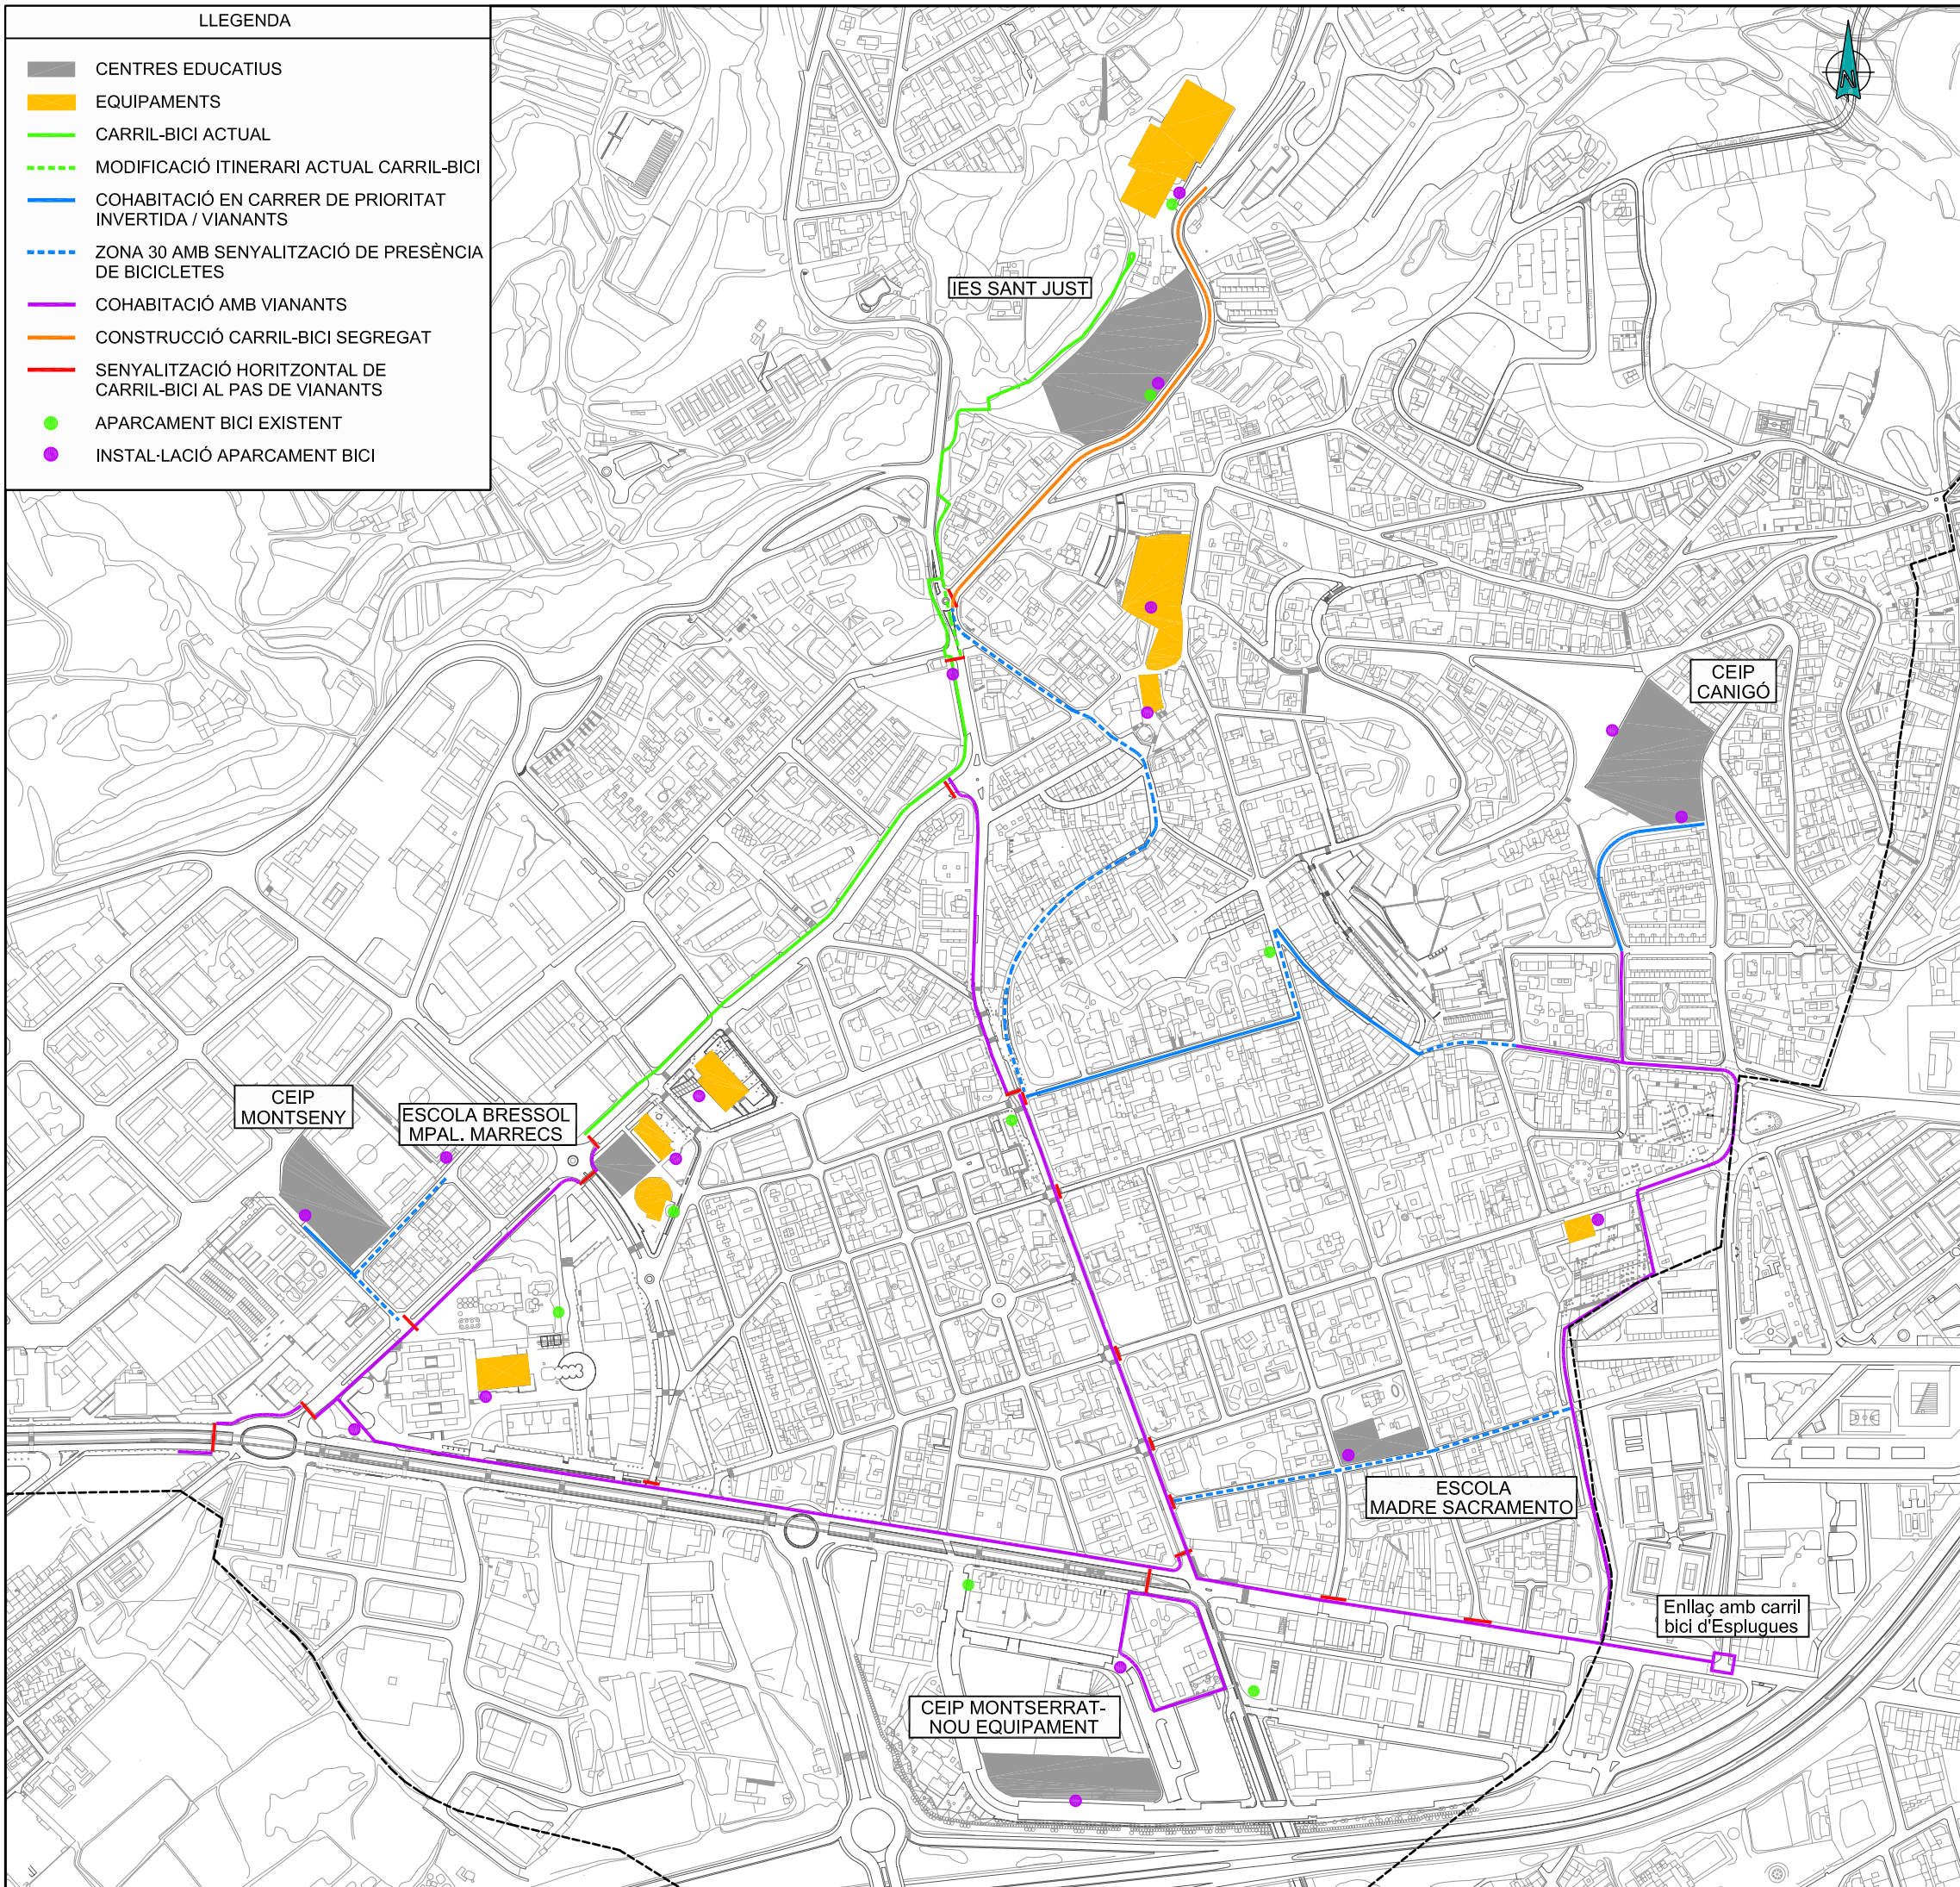 LLEGENDA
CENTRES EDUCATIUS
EQUIPAMENTS
CARRIL-BICI ACTUAL
MODIFICACIÓ ITINERARI ACTUAL CARRIL-BICI
COHABITACIÓ EN CARRER DE PRIORITAT
INVERTIDA / VIANANTS
ZONA 30 AMB SENYALITZACIÓ DE PRESÈNCIA
DE BICICLETES
COHABITACIÓ AMB VIANANTS
CONSTRUCCIÓ CARRIL-BICI SEGREGAT
SENYALITZACIÓ HORITZONTAL DE
CARRIL-BICI AL PAS DE VIANANTS
APARCAMENT BICI EXISTENT
INSTAL·LACIÓ APARCAMENT BICI
N
IES SANT JUST
CEIP
CANIGÓ
CEIP
MONTSENY
ESCOLA BRESSOL
MPAL. MARRECS
ESCOLA
MADRE SACRAMENTO
Enllaç amb carril
bici d'Esplugues
CEIP MONTSERRAT-
NOU EQUIPAMENT